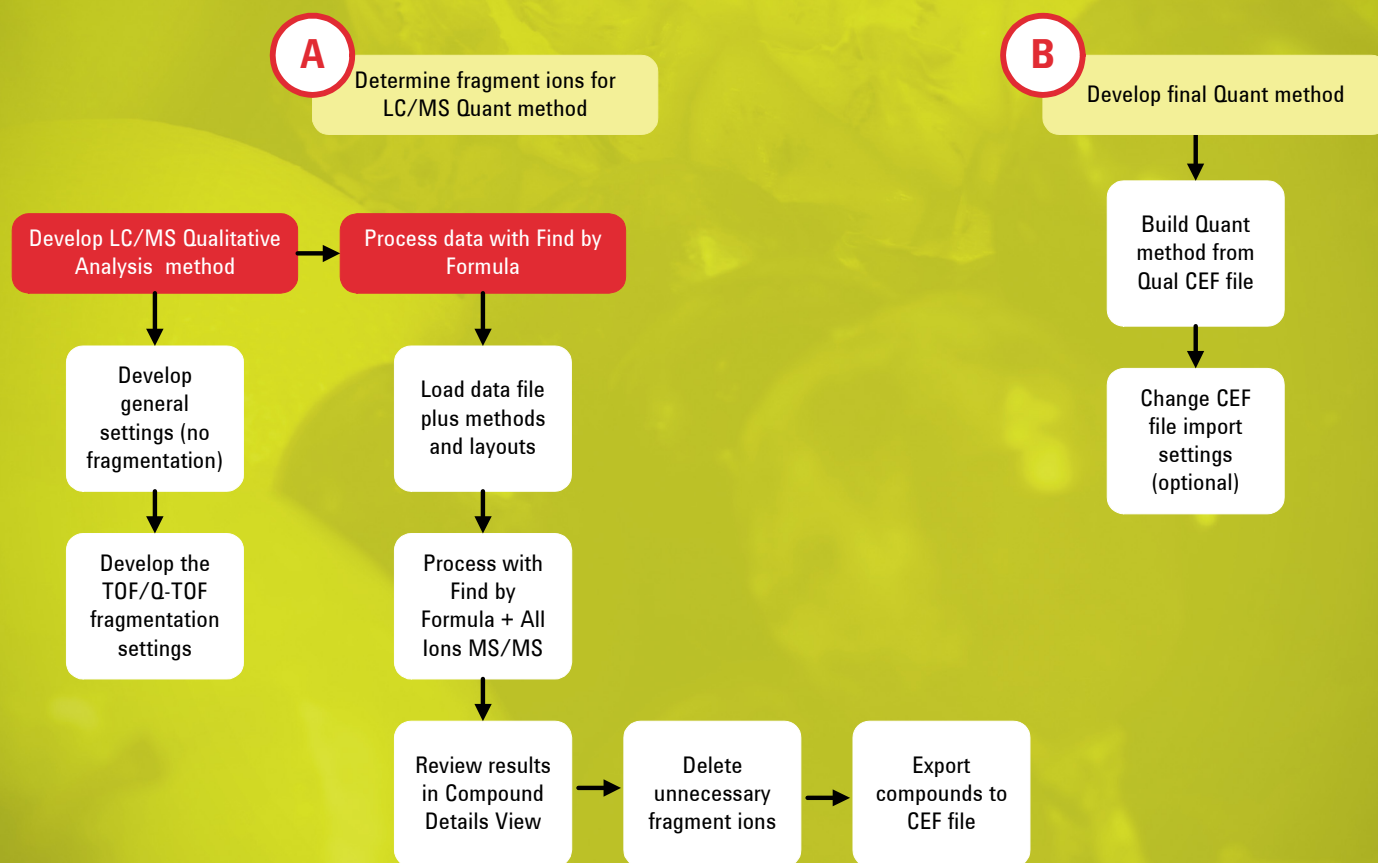 A
Determine fragment ions for
LC/MS Quant method
B
Develop final Quant method
Develop LC/MS Qualitative
Analysis method
Process data with Find by
Formula
Develop
general
settings (no
fragmentation)
Develop the
TOF/Q-TOF
fragmentation
settings
Load data file
plus methods
and layouts
Process with
Find by
Formula + All
Ions MS/MS
Review results
in Compound
Details View
Delete
unnecessary
fragment ions
Export
compounds to
CEF file
Build Quant
method from
Qual CEF file
Change CEF
file import
settings
(optional)